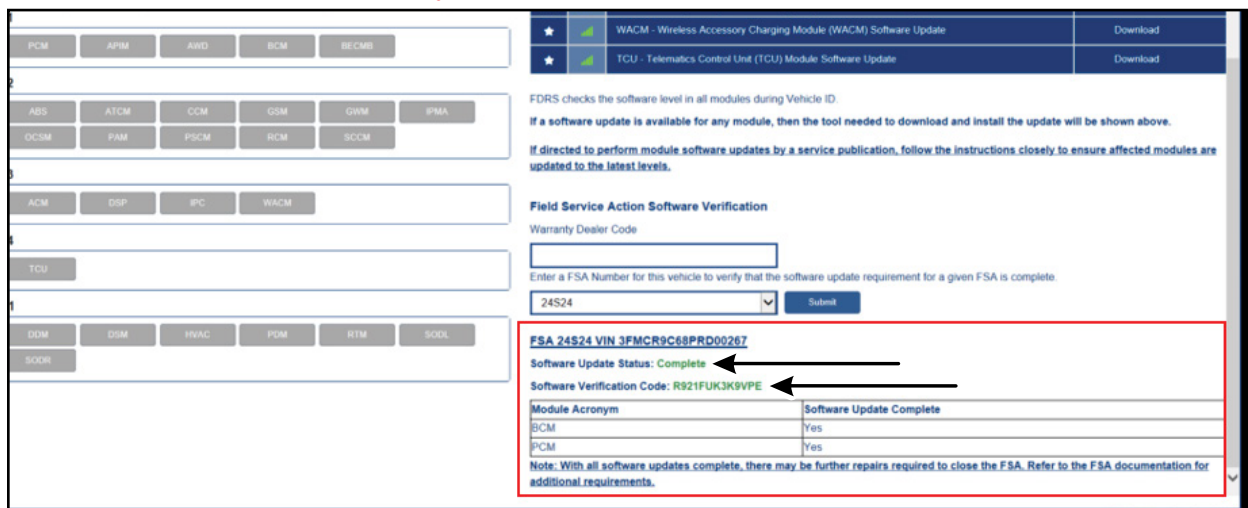 1
PCM APIM AWD BCM BECMB
2
ABS ATCM CCM GSM GWM IPMA
OCSM PAM PSCM RCM SCCM
3
ACM DSP IPC WACM
4
TCU
1
DDM DSM HVAC PDM RTM SODL
SODR
WACM - Wireless Accessory Charging Module (WACM) Software Update Download
TCU - Telematics Control Unit (TCU) Module Software Update Download
FDRS checks the software level in all modules during Vehicle ID.
If a software update is available for any module, then the tool needed to download and install the update will be shown above.
If directed to perform module software updates by a service publication, follow the instructions closely to ensure affected modules are
updated to the latest levels.
Field Service Action Software Verification
Warranty Dealer Code
Enter a FSA Number for this vehicle to verify that the software update requirement for a given FSA is complete.
24S24 Submit
FSA 24S24 VIN 3FMCR9C68PRD00267
Software Update Status: Complete
Software Verification Code: R921FUK3K9VPE
Module Acronym Software Update Complete
BCM Yes
PCM Yes
Note: With all software updates complete, there may be further repairs required to close the FSA. Refer to the FSA documentation for
additional requirements.